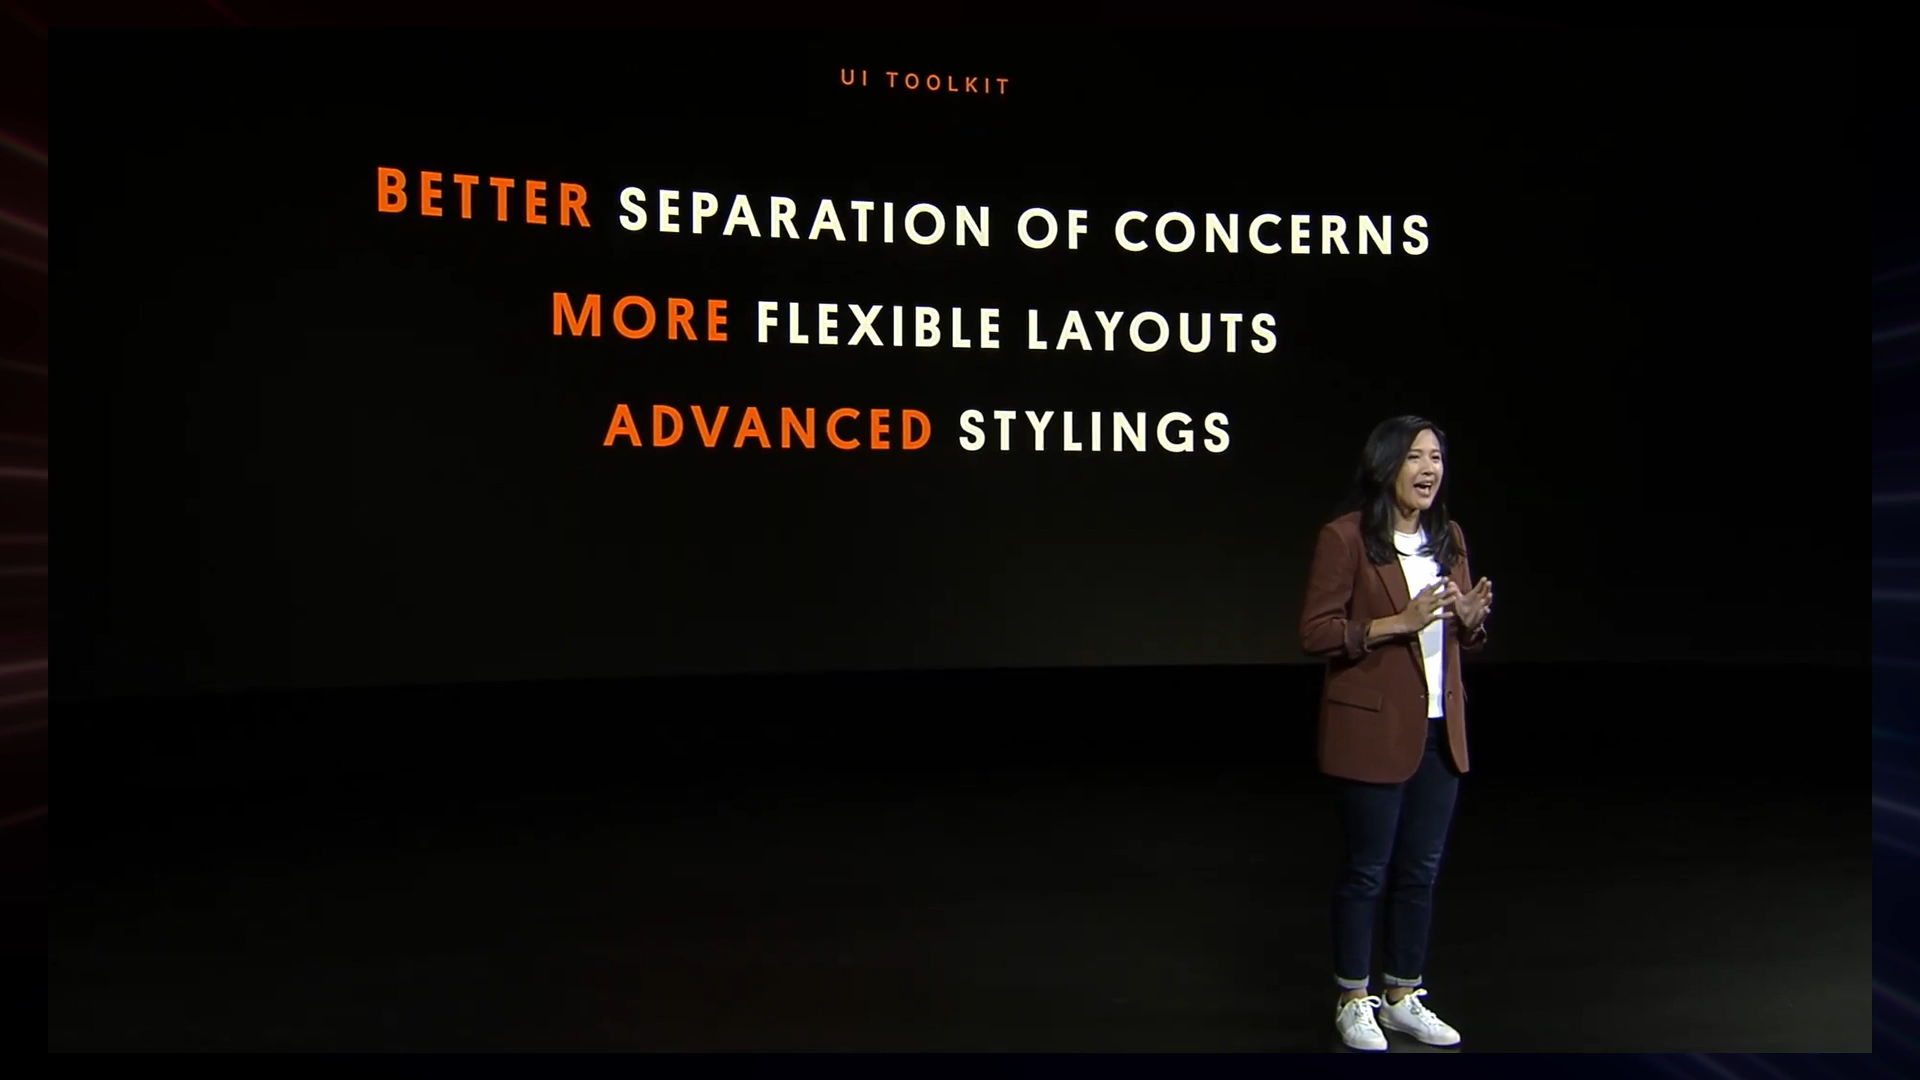 UI TOOLKIT
BETTER SEPARATION OF CONCERNS
MORE FLEXIBLE LAYOUTS
ADVANCED STYLINGS